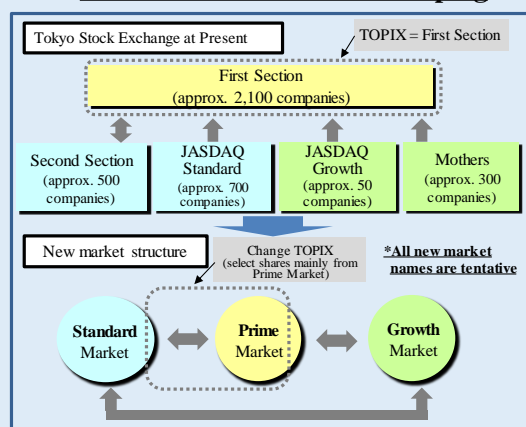 Tokyo Stock Exchange at Present
TOPIX = First Section
First Section
(approx. 2,100 companies)
Second Section
(approx. 500
companies)
JASDAQ
Standard
(approx. 700
companies)
JASDAQ
Growth
(approx. 50
companies)
Mothers
(approx. 300
companies)
New market structure
Change TOPIX
(select shares mainly from
Prime Market)
*All new market
names are tentative
Standard
Market
Prime
Market
Growth
Market